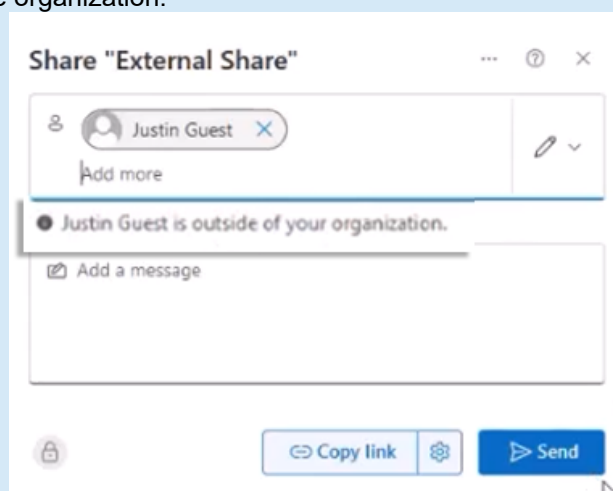 e organization.
Share "External Share"
Justin Guest
Add more
Justin Guest is outside of your organization.
Add a message
Copy link
Send